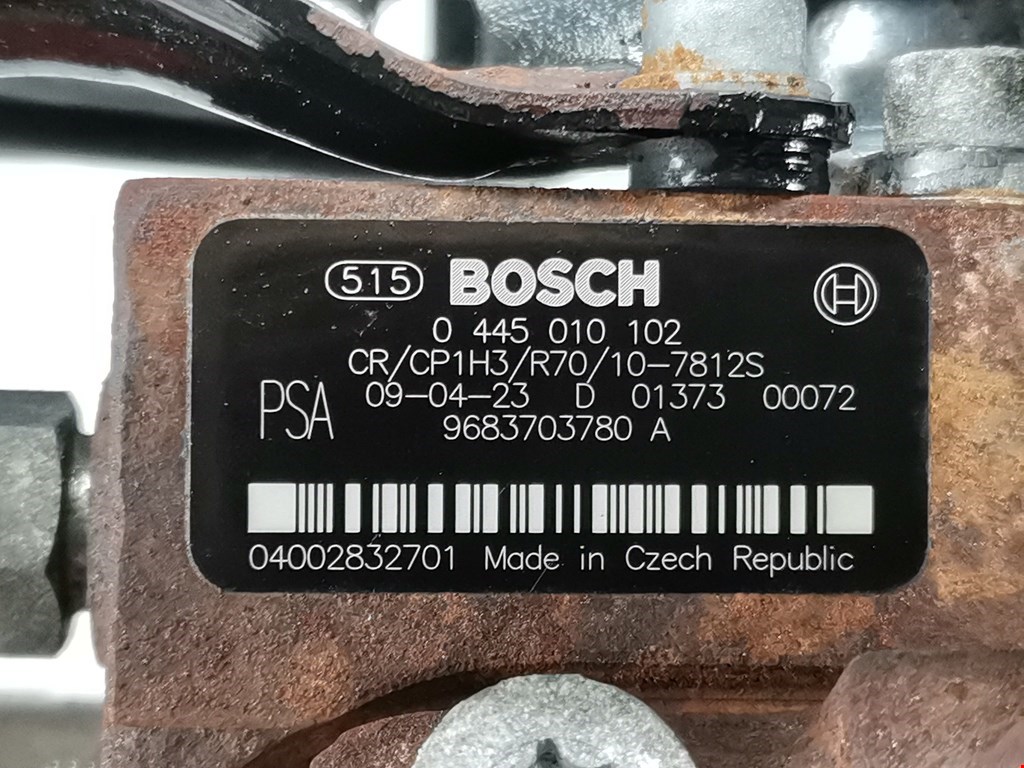 515 BOSCH
0 445 010 102
CR/CP1H3/R70/10-7812S
PSA 09-04-23 D 01373 00072
9683703780 A
04002832701 Made in Czech Republic